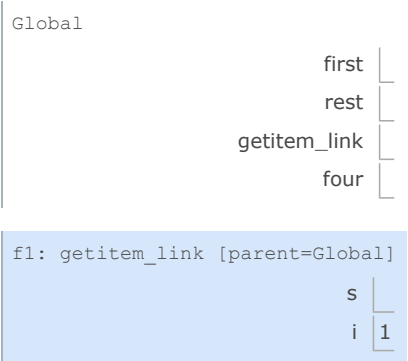 Global
first
rest
getitem_link
four
f1: getitem_link [parent=Global]
s
i 1